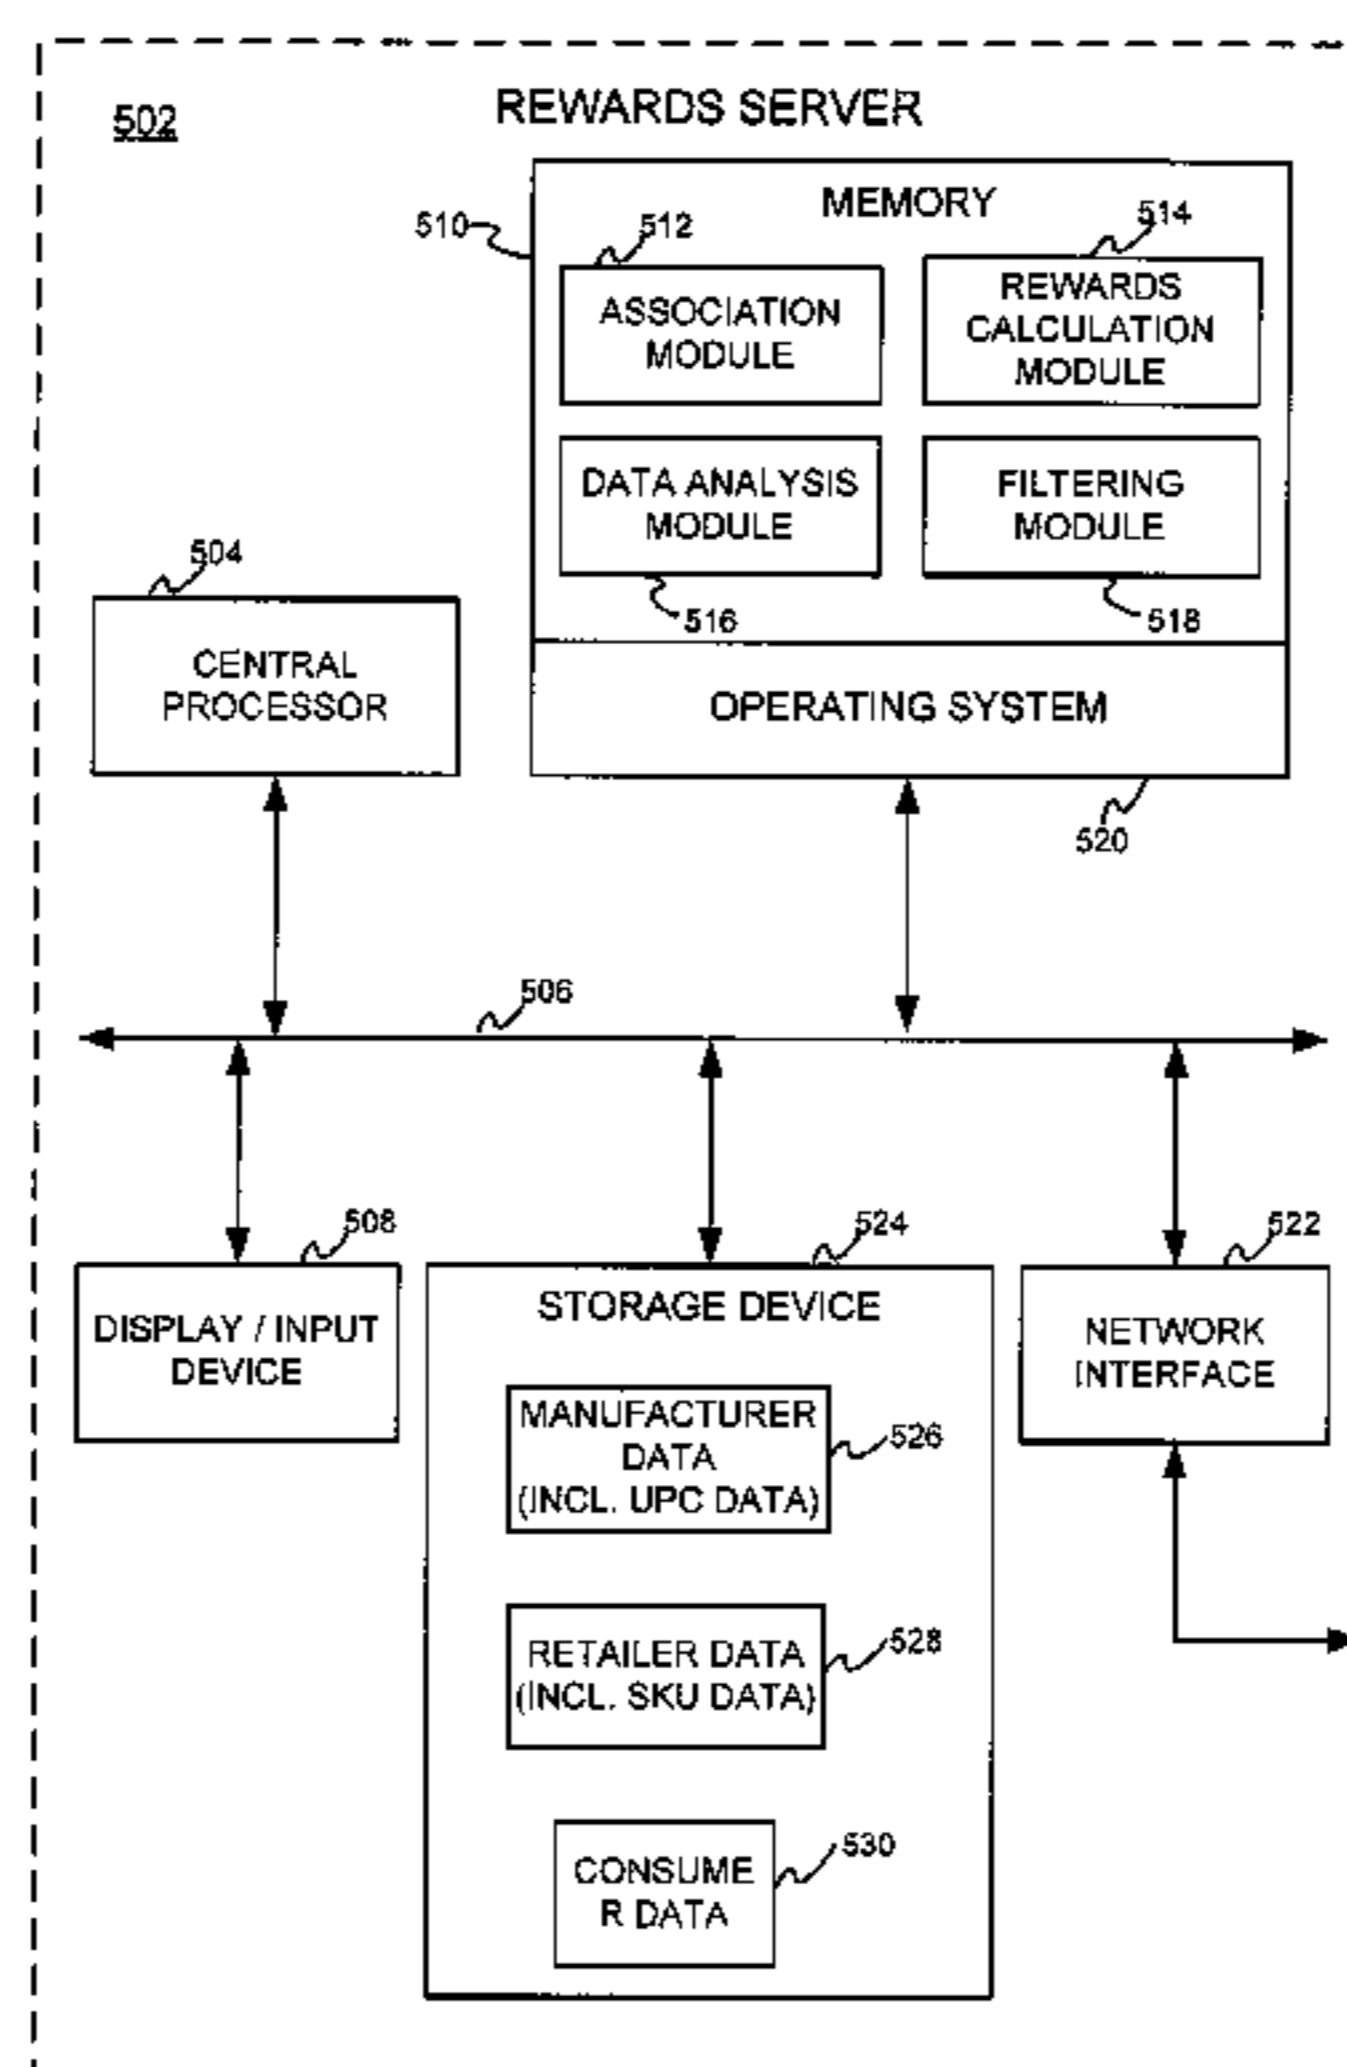 502
REWARDS SERVER
MEMORY
510
512
514
ASSOCIATION
MODULE
REWARDS
CALCULATION
MODULE
DATA ANALYSIS
MODULE
FILTERING
MODULE
516
518
504
CENTRAL
PROCESSOR
OPERATING SYSTEM
520
506
508
524
522
DISPLAY / INPUT
DEVICE
STORAGE DEVICE
NETWORK
INTERFACE
MANUFACTURER
DATA
(INCL. UPC DATA)
526
RETAILER DATA
(INCL. SKU DATA)
528
CONSUME
R DATA
530